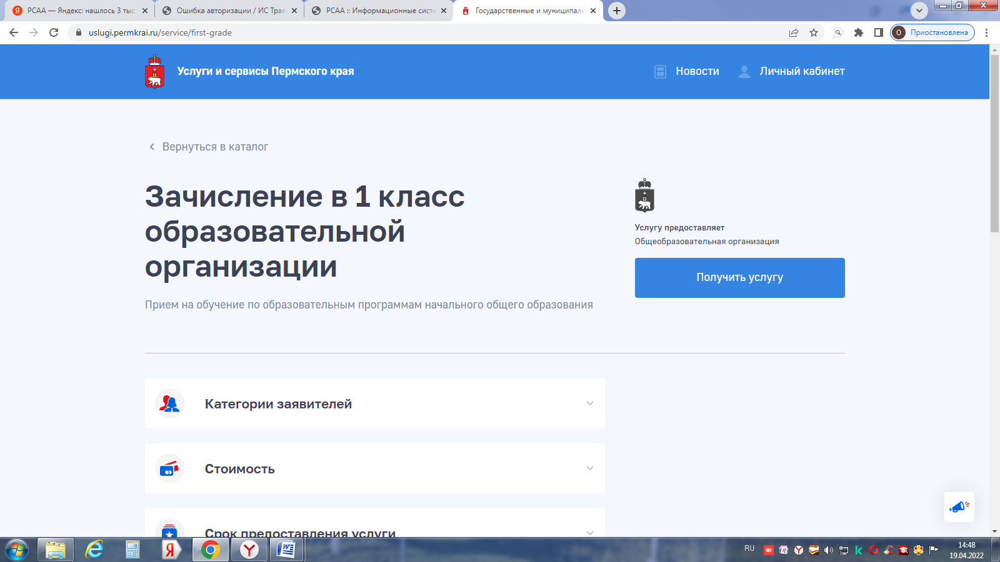 РСАА — Яндекс: нашлось 3 тыс.
Ошибка авторизации / ИС Трае
РСАА :: Информационные систе
Государственные и муниципаль
uslugi.permkrai.ru/service/first-grade
О Приостановлена
Услуги и сервисы Пермского края
Новости
Личный кабинет
Вернуться в каталог
Зачисление в 1 класс
образовательной
организации
Прием на обучение по образовательным программам начального общего образования
Услугу предоставляет
Общеобразовательная организация
Получить услугу
Категории заявителей
Стоимость
Срок предоставления услуги
RU
14:48
19.04.2022